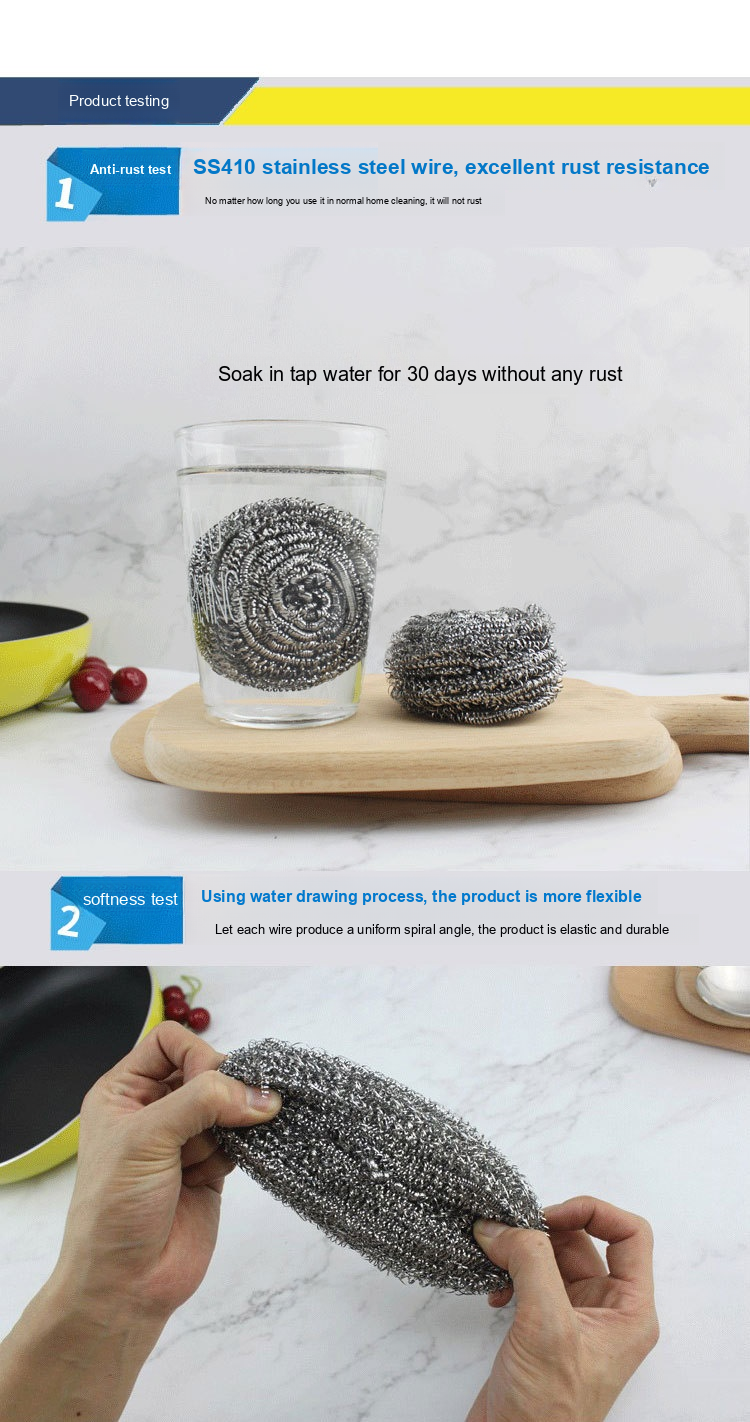 Product testing
1
Anti-rust test
SS410 stainless steel wire, excellent rust resistance
No matter how long you use it in normal home cleaning, it will not rust
Soak in tap water for 30 days without any rust
2
softness test
Using water drawing process, the product is more flexible
Let each wire produce a uniform spiral angle, the product is elastic and durable